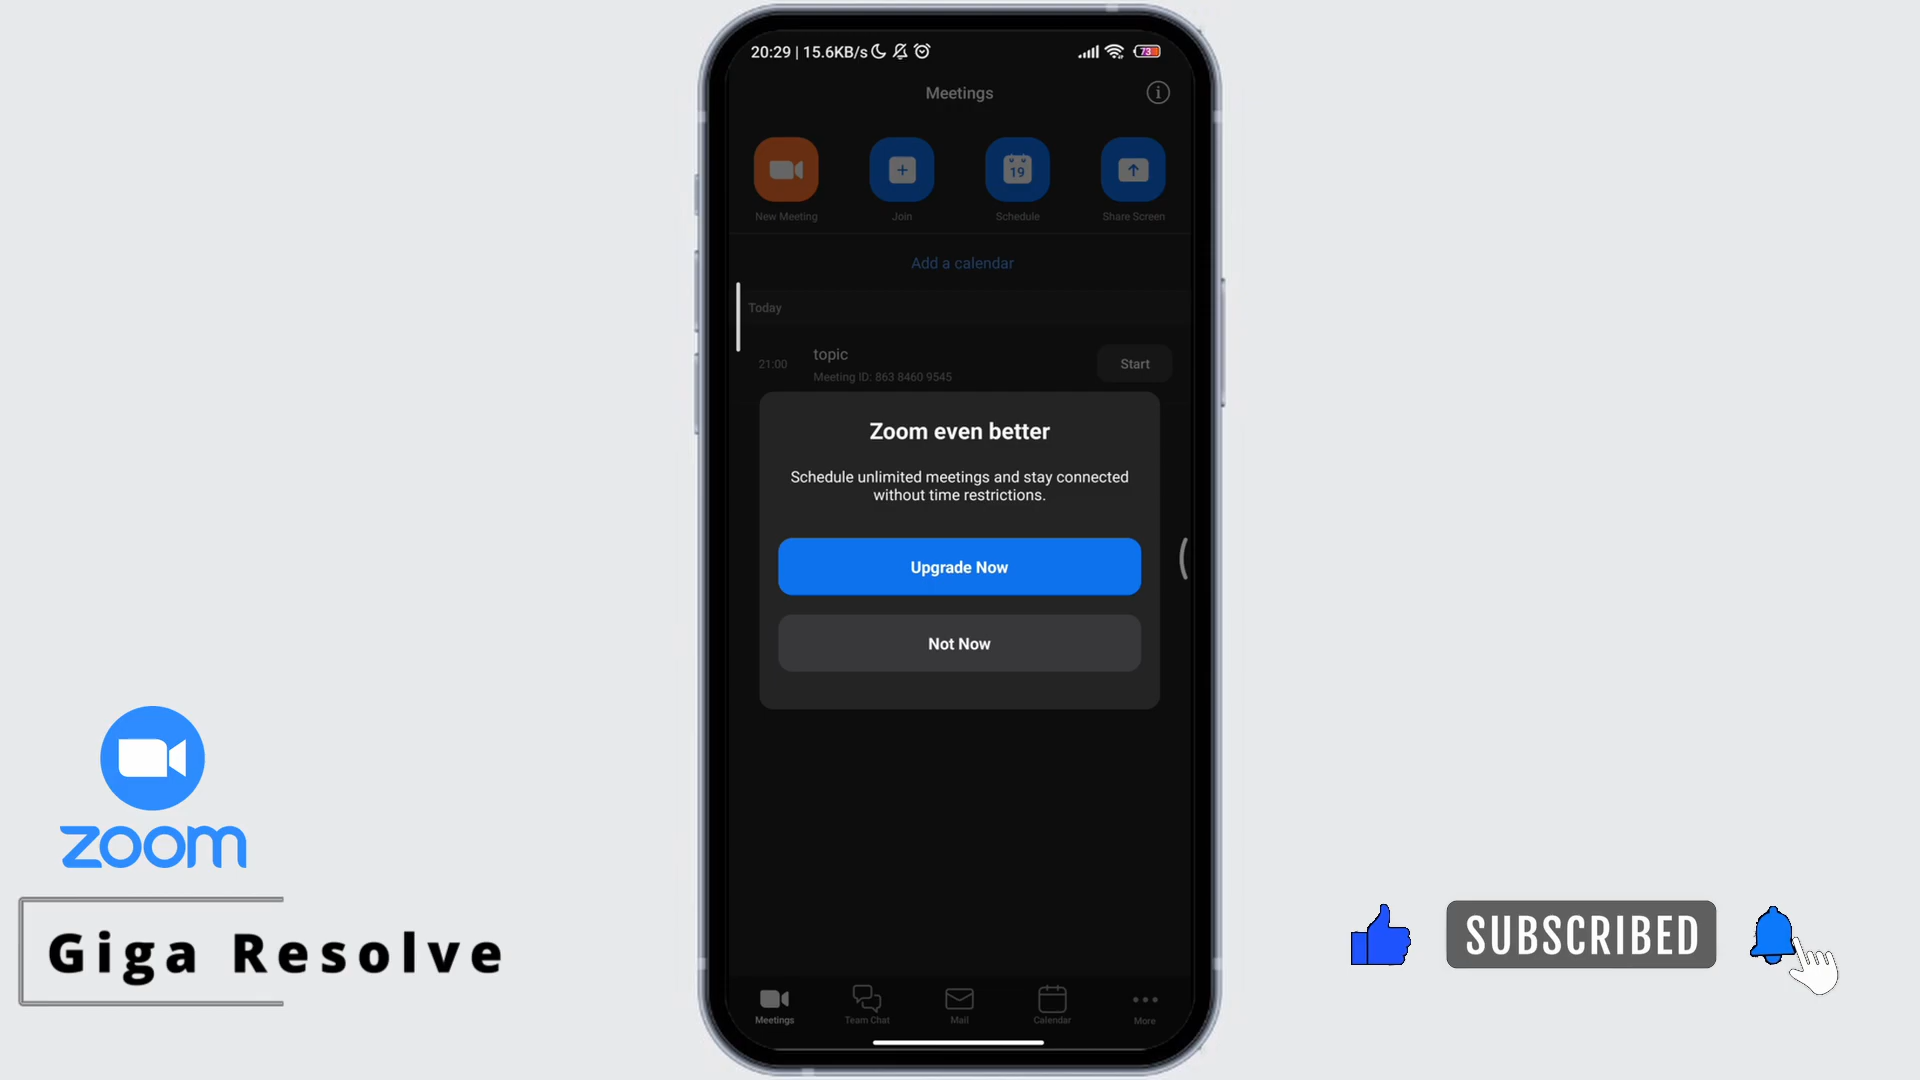 20:29 | 15.6KB/s
73
Meetings
19
New Meeting
Join
Schedule
Share Screen
Add a calendar
Today
21:00
topic
Meeting ID: 863 8460 9545
Start
Zoom even better
Schedule unlimited meetings and stay connected
without time restrictions.
Upgrade Now
Not Now
Meetings
Team Chat
Mail
Calendar
More
zoom
Giga Resolve
SUBSCRIBED